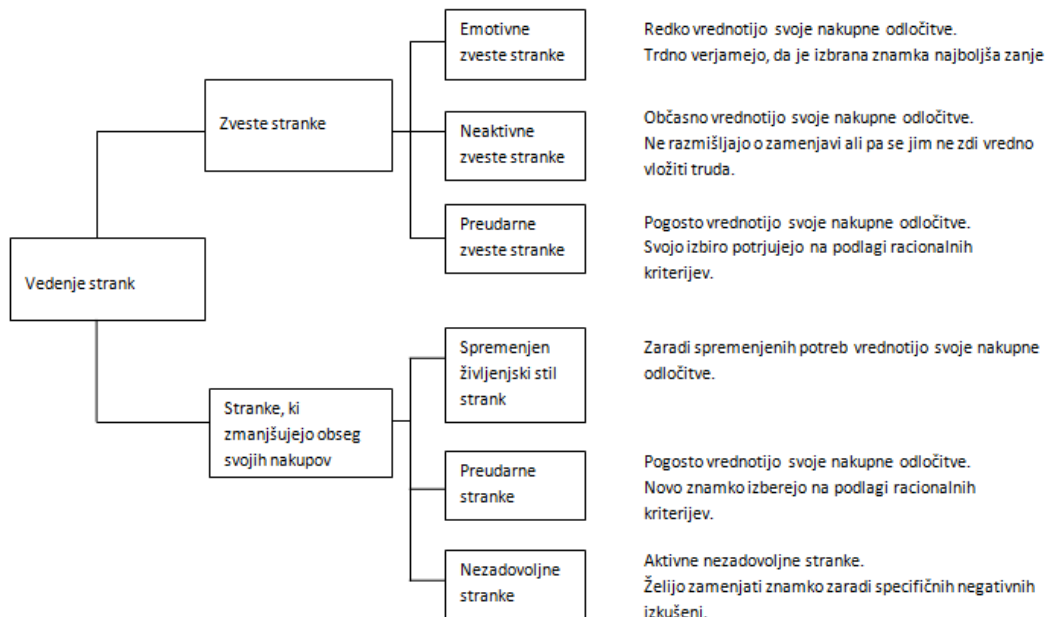 Emotivne
zveste stranke
Redko vrednotijo svoje nakupne odločitve.
Trdno verjamejo, da je izbrana znamka najboljša zanje
Zveste stranke
Neaktivne
zveste stranke
Občasno vrednotijo svoje nakupne odločitve.
Ne razmišljajo o zamenjavi ali pa se jim ne zdi vredno
vložiti truda.
Preudarne
zveste stranke
Pogosto vrednotijo svoje nakupne odločitve.
Svojo izbiro potrjujejo na podlagi racionalnih
kriterijev.
Vedenje strank
Spremenjen
življenjski stil
strank
Zaradi spremenjenih potreb vrednotijo svoje nakupne
odločitve.
Stranke, ki
zmanjšujejo obseg
svojih nakupov
Preudarne
stranke
Pogosto vrednotijo svoje nakupne odločitve.
Novo znamko izberejo na podlagi racionalnih
kriterijev.
Nezadovoljne
stranke
Aktivne nezadovoljne stranke.
Želijo zamenjati znamko zaradi specifičnih negativnih
izkušenj.